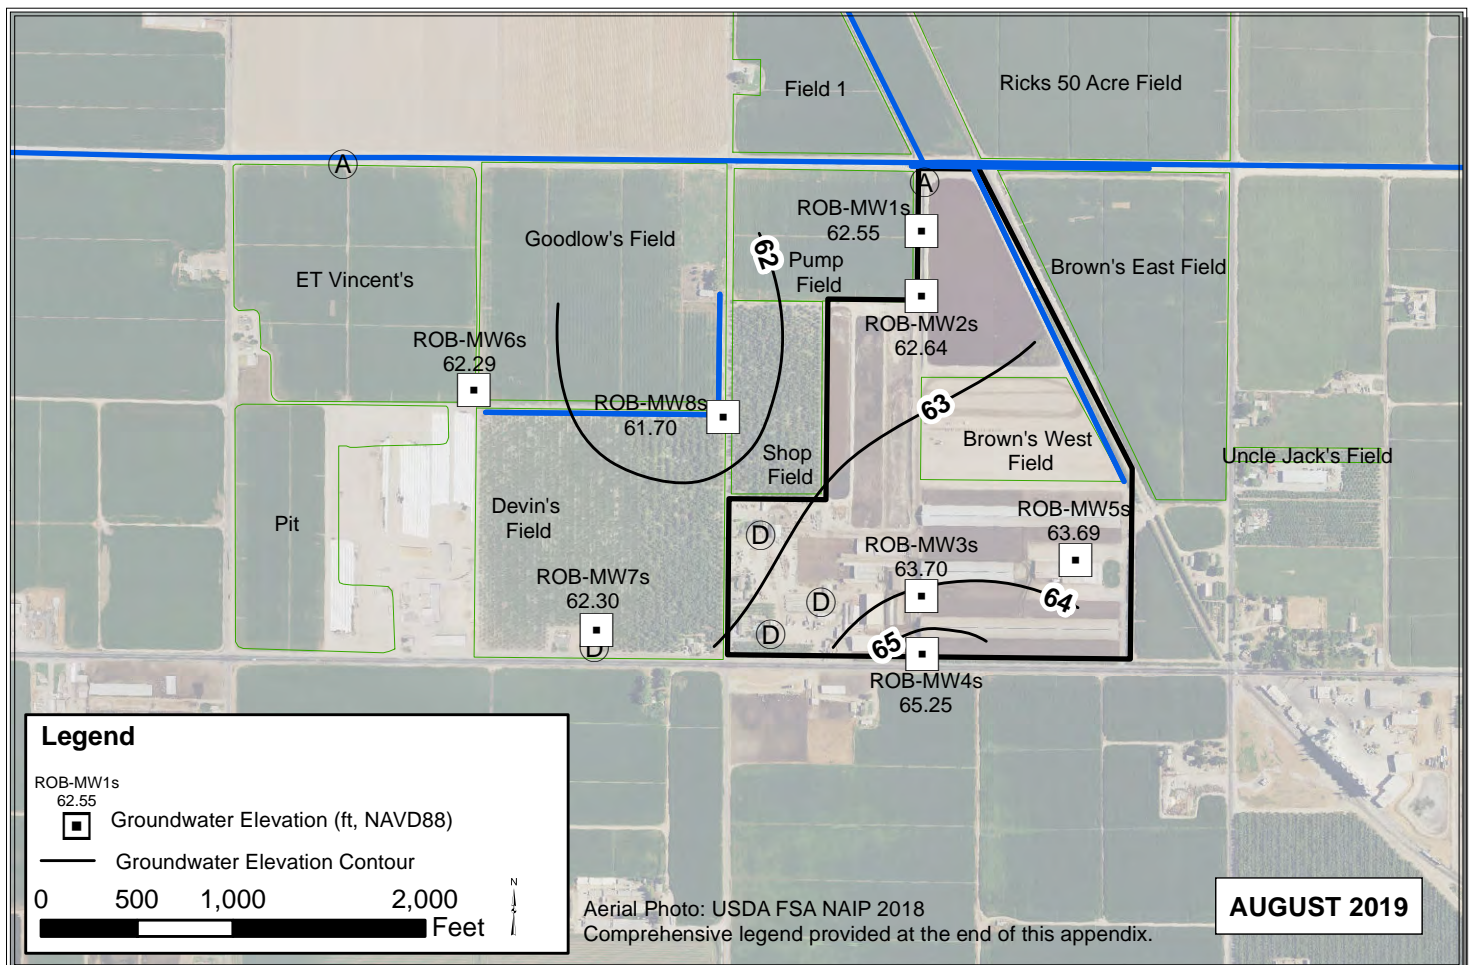 Field 1
Ricks 50 Acre Field
A
A
ROB-MW1s
62.55
Goodlow's Field
62
Pump
Field
Brown's East Field
ET Vincent's
ROB-MW2s
62.64
ROB-MW6s
62.29
ROB-MW8s
61.70
63
Brown's West
Field
Shop
Field
Uncle Jack's Field
Devin's
Field
Pit
ROB-MW5s
63.69
D
ROB-MW3s
63.70
ROB-MW7s
62.30
D
64
D
D
65
ROB-MW4s
65.25
Legend
ROB-MW1s
62.55
Groundwater Elevation (ft, NAVD88)
Groundwater Elevation Contour
0 500 1,000 2,000
Feet
N
Aerial Photo: USDA FSA NAIP 2018
Comprehensive legend provided at the end of this appendix.
AUGUST 2019